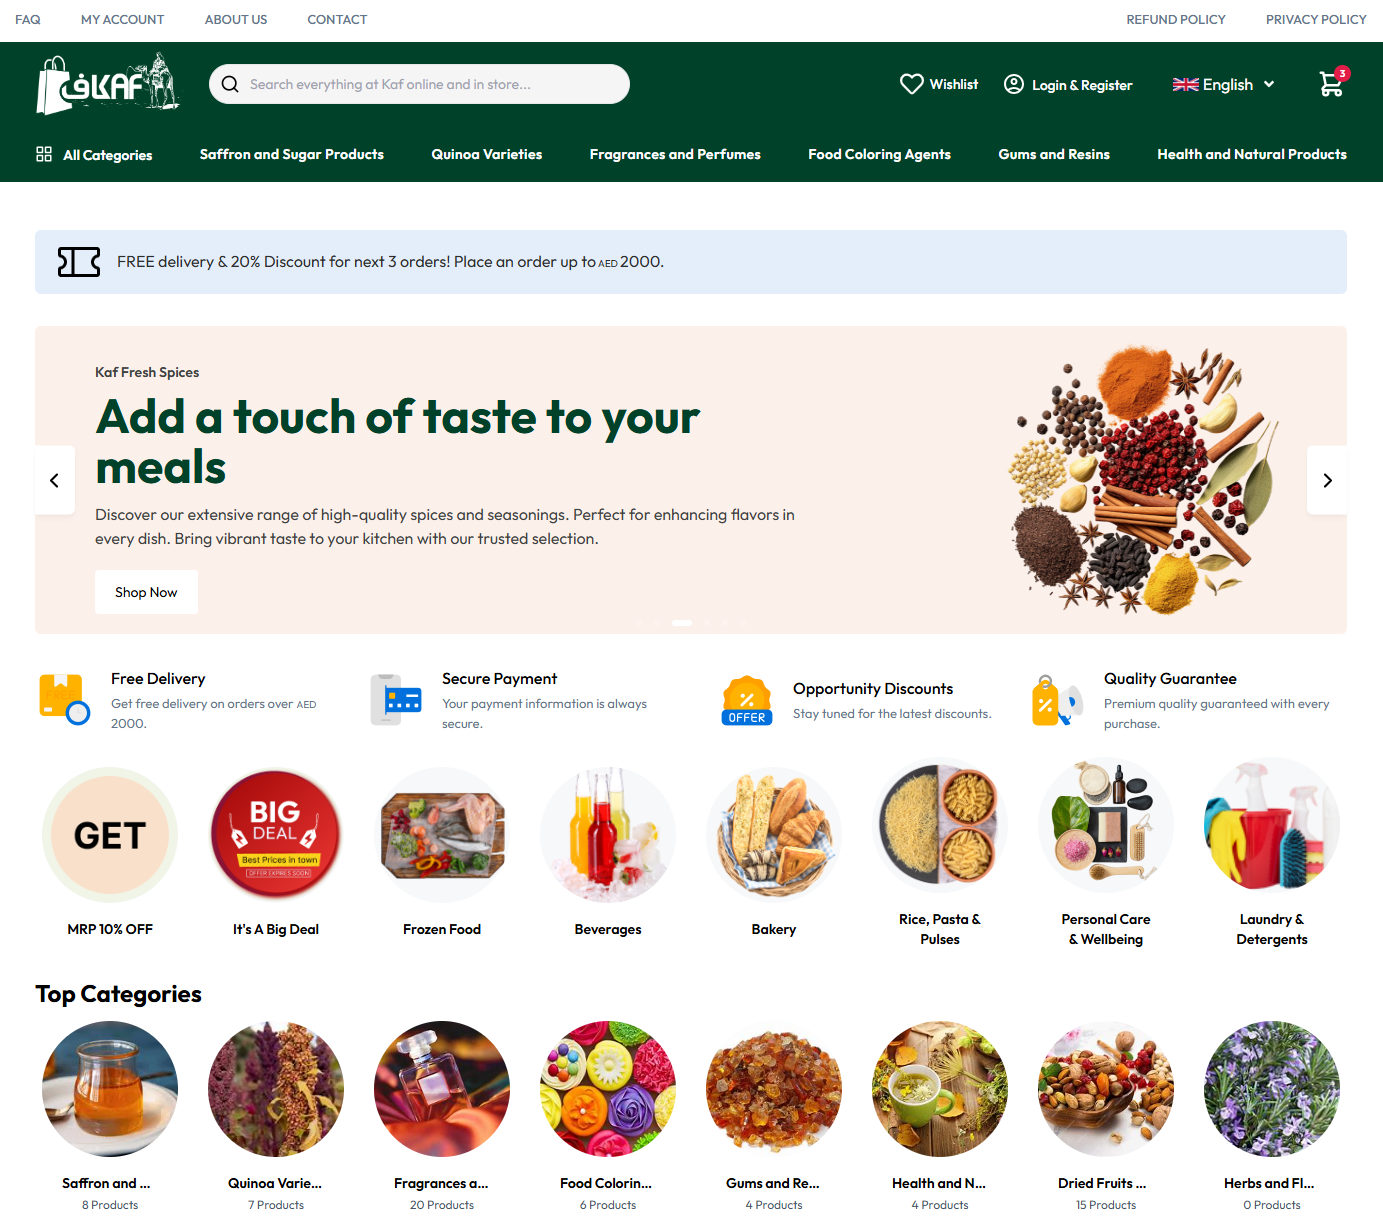 FAQ
MY ACCOUNT
ABOUT US
CONTACT
REFUND POLICY
PRIVACY POLICY
كاف KAF
Search everything at Kaf online and in store...
Wishlist
Login & Register
English
3
All Categories
Saffron and Sugar Products
Quinoa Varieties
Fragrances and Perfumes
Food Coloring Agents
Gums and Resins
Health and Natural Products
FREE delivery & 20% Discount for next 3 orders! Place an order up to AED 2000.
Kaf Fresh Spices
Add a touch of taste to your
meals
Discover our extensive range of high-quality spices and seasonings. Perfect for enhancing flavors in
every dish. Bring vibrant taste to your kitchen with our trusted selection.
Shop Now
FREE
Free Delivery
Get free delivery on orders over AED
2000.
Secure Payment
Your payment information is always
secure.
OFFER
Opportunity Discounts
Stay tuned for the latest discounts.
Quality Guarantee
Premium quality guaranteed with every
purchase.
GET
MRP 10% OFF
BIG
DEAL
Best Prices in town
OFFER EXPIRES SOON
It's A Big Deal
Frozen Food
Beverages
Bakery
Rice, Pasta &
Pulses
Personal Care
& Wellbeing
Laundry &
Detergents
Top Categories
Saffron and ...
8 Products
Quinoa Varie...
7 Products
Fragrances a...
20 Products
Food Colorin...
6 Products
Gums and Re...
4 Products
Health and N...
4 Products
Dried Fruits ...
15 Products
Herbs and Fl...
0 Products